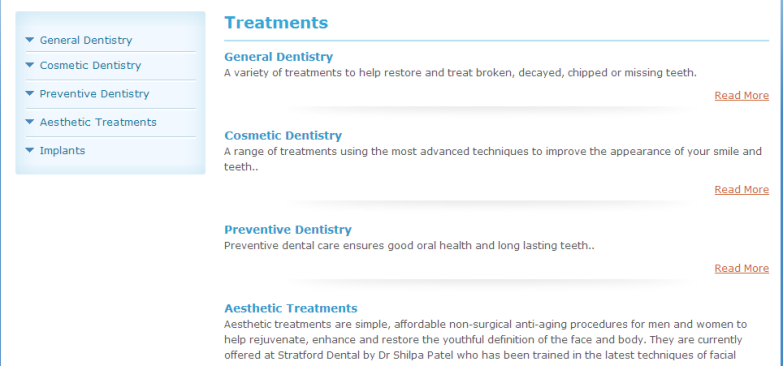 General Dentistry
Cosmetic Dentistry
Preventive Dentistry
Aesthetic Treatments
Implants
Treatments
General Dentistry
A variety of treatments to help restore and treat broken, decayed, chipped or missing teeth.
Read More
Cosmetic Dentistry
A range of treatments using the most advanced techniques to improve the appearance of your smile and
teeth..
Read More
Preventive Dentistry
Preventive dental care ensures good oral health and long lasting teeth..
Read More
Aesthetic Treatments
Aesthetic treatments are simple, affordable non-surgical anti-aging procedures for men and women to
help rejuvenate, enhance and restore the youthful definition of the face and body. They are currently
offered at Stratford Dental by Dr Shilpa Patel who has been trained in the latest techniques of facial